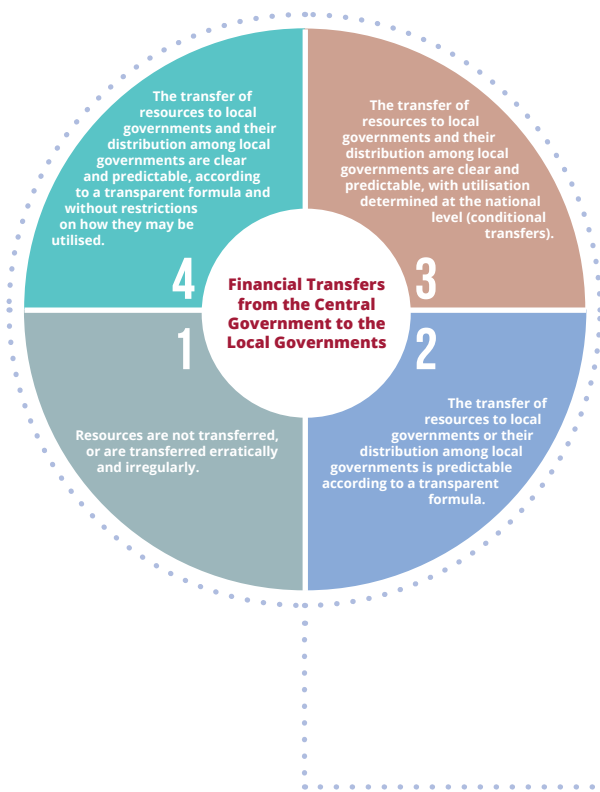 The transfer of
resources to local
governments and their
distribution among local
governments are clear
and predictable, according
to a transparent formula and
without restrictions
on how they may be
utilised.
4
The transfer of
resources to local
governments and their
distribution among local
governments are clear and
predictable, with utilisation
determined at the national
level (conditional
transfers).
3
Financial Transfers
from the Central
Government to the
Local Governments
1
Resources are not transferred,
or are transferred erratically
and irregularly.
2
The transfer of
resources to local
governments or their
distribution among local
governments is predictable
according to a transparent
formula.